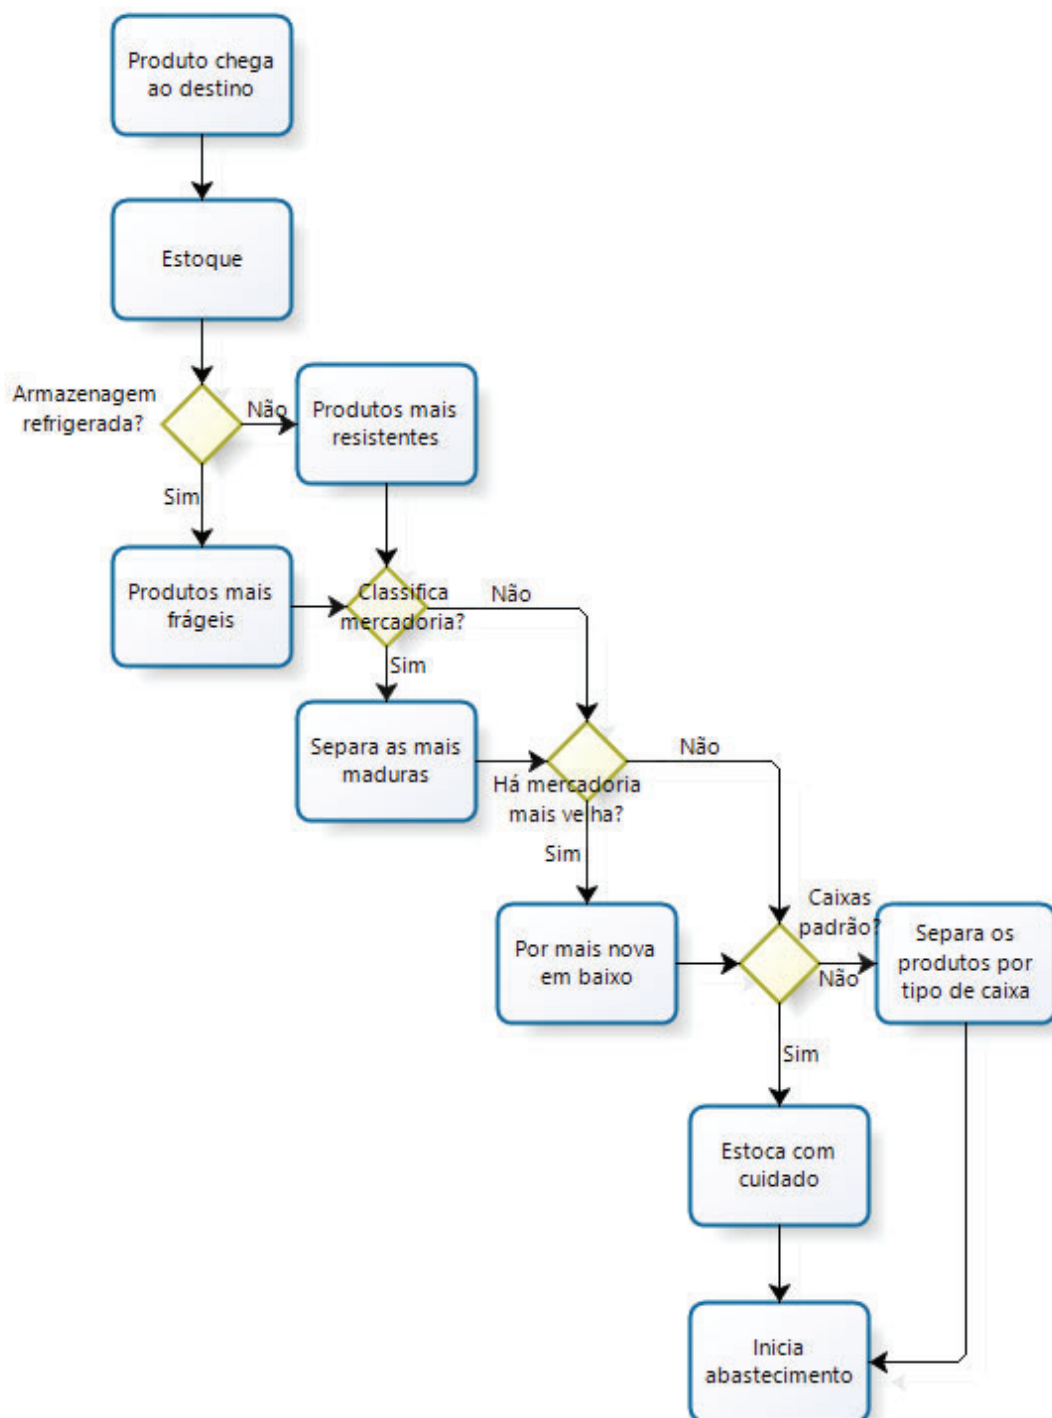 Produto chega
ao destino
Estoque
Armazenagem
refrigerada?
Não
Produtos mais
resistentes
Sim
Produtos mais
frágeis
Classifica
mercadoria?
Não
Sim
Separa as mais
maduras
Há mercadoria
mais velha?
Não
Sim
Por mais nova
em baixo
Caixas
padrão?
Não
Separa os
produtos por
tipo de caixa
Sim
Estoca com
cuidado
Inicia
abastecimento